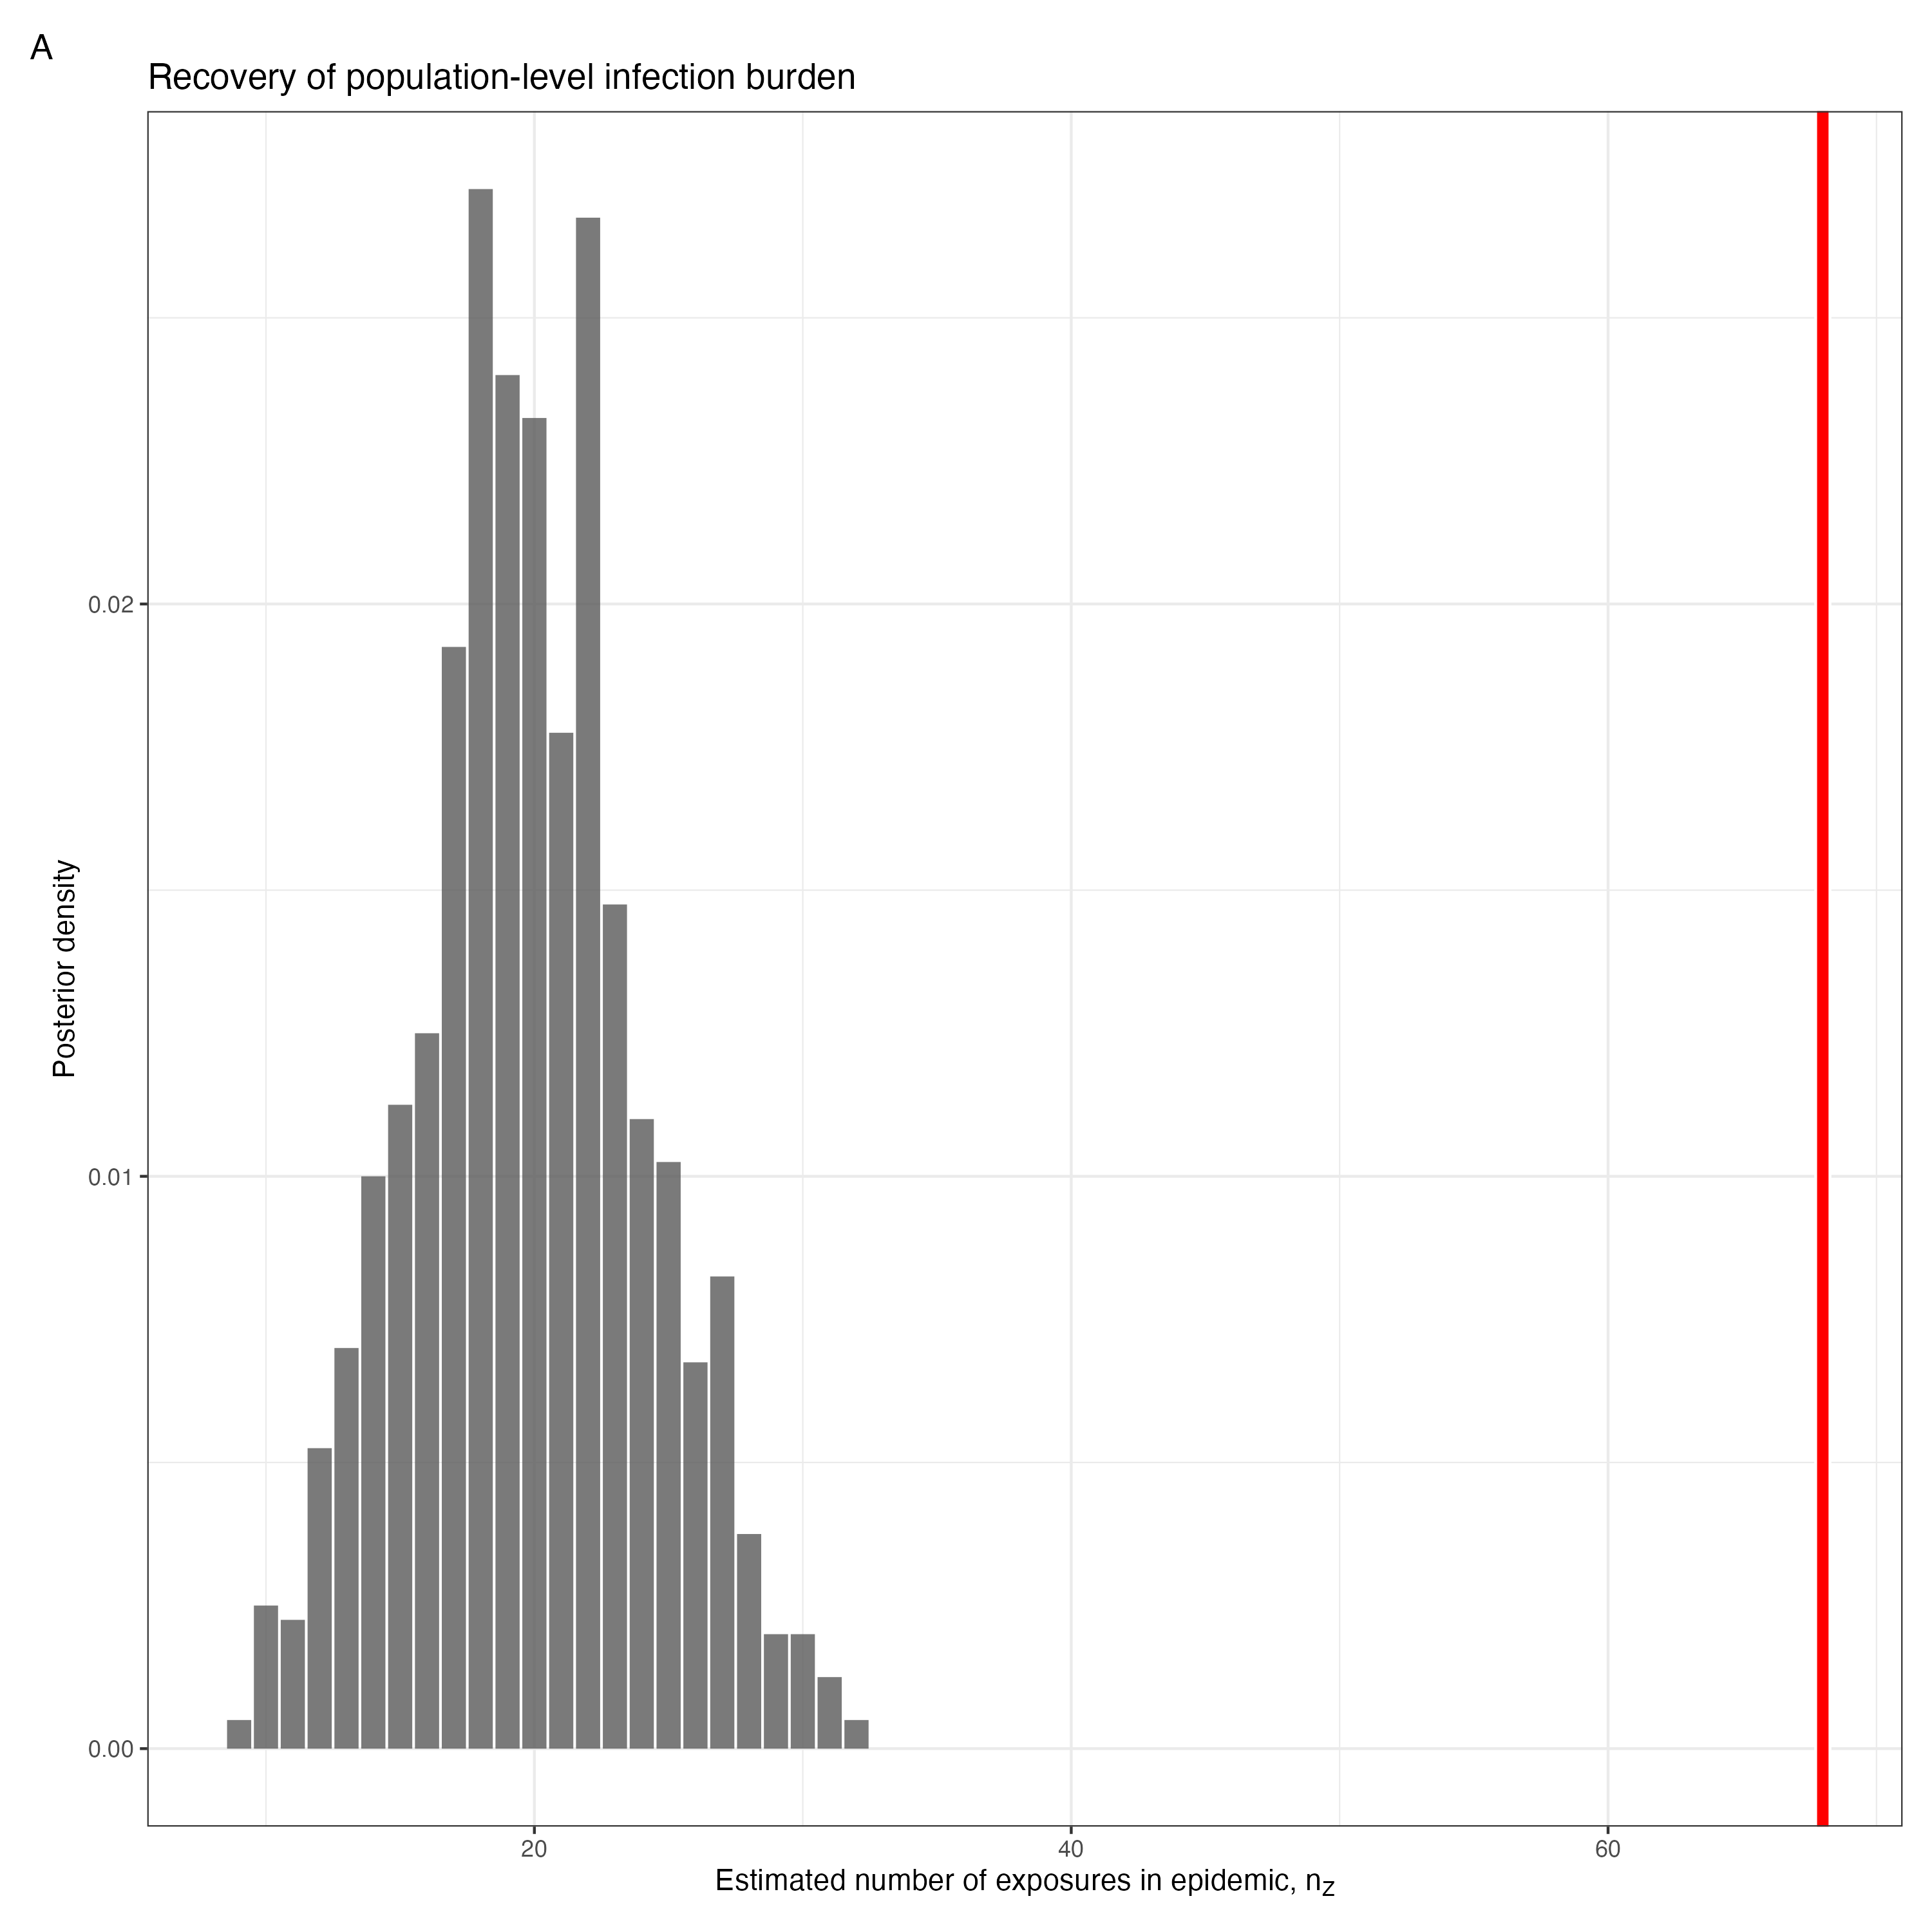 A
Recovery of population-level infection burden
Posterior density
0.02
0.01
0.00
20 40 60
Estimated number of exposures in epidemic, nZ